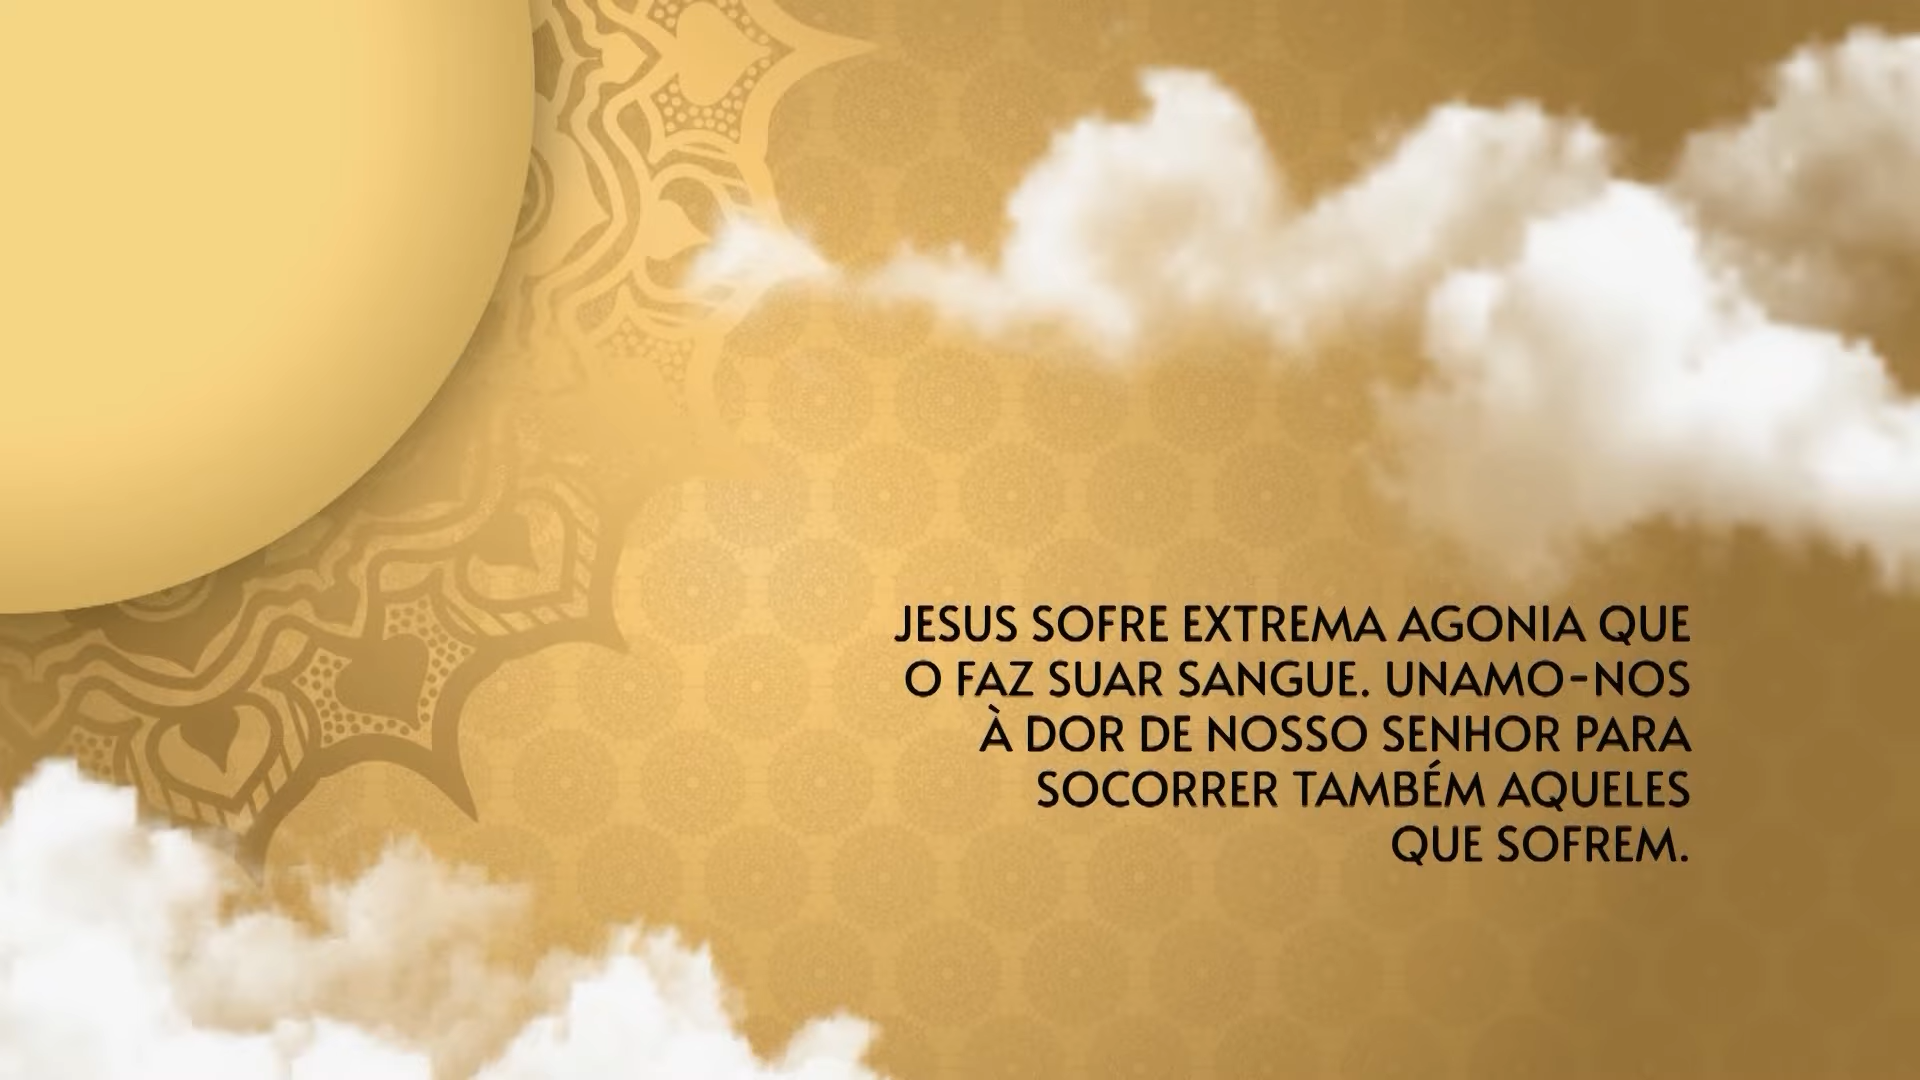 JESUS SOFRE EXTREMA AGONIA QUE
O FAZ SUAR SANGUE. UNAMO-NOS
À DOR DE NOSSO SENHOR PARA
SOCORRER TAMBÉM AQUELES
QUE SOFREM.